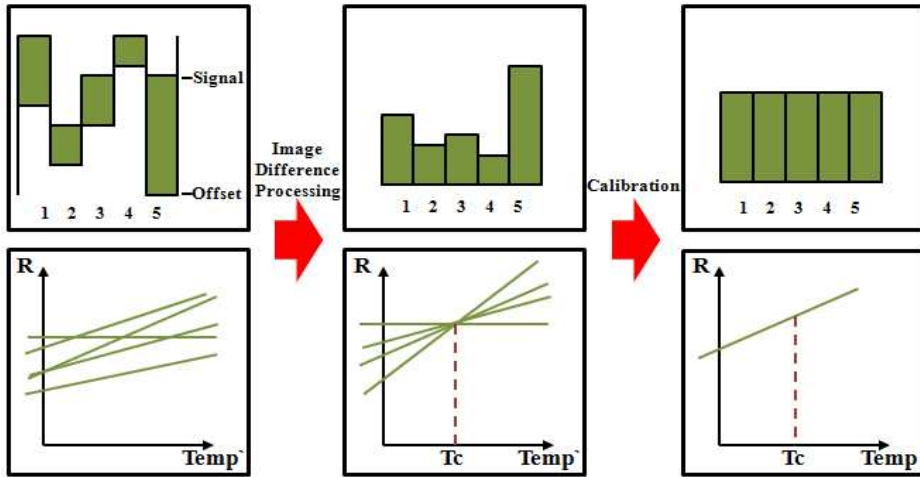 Signal
Offset
1 2 3 4 5
Image
Difference
Processing
1 2 3 4 5
Calibration
1 2 3 4 5
R
Temp`
R
Tc
Temp`
R
Tc
Temp